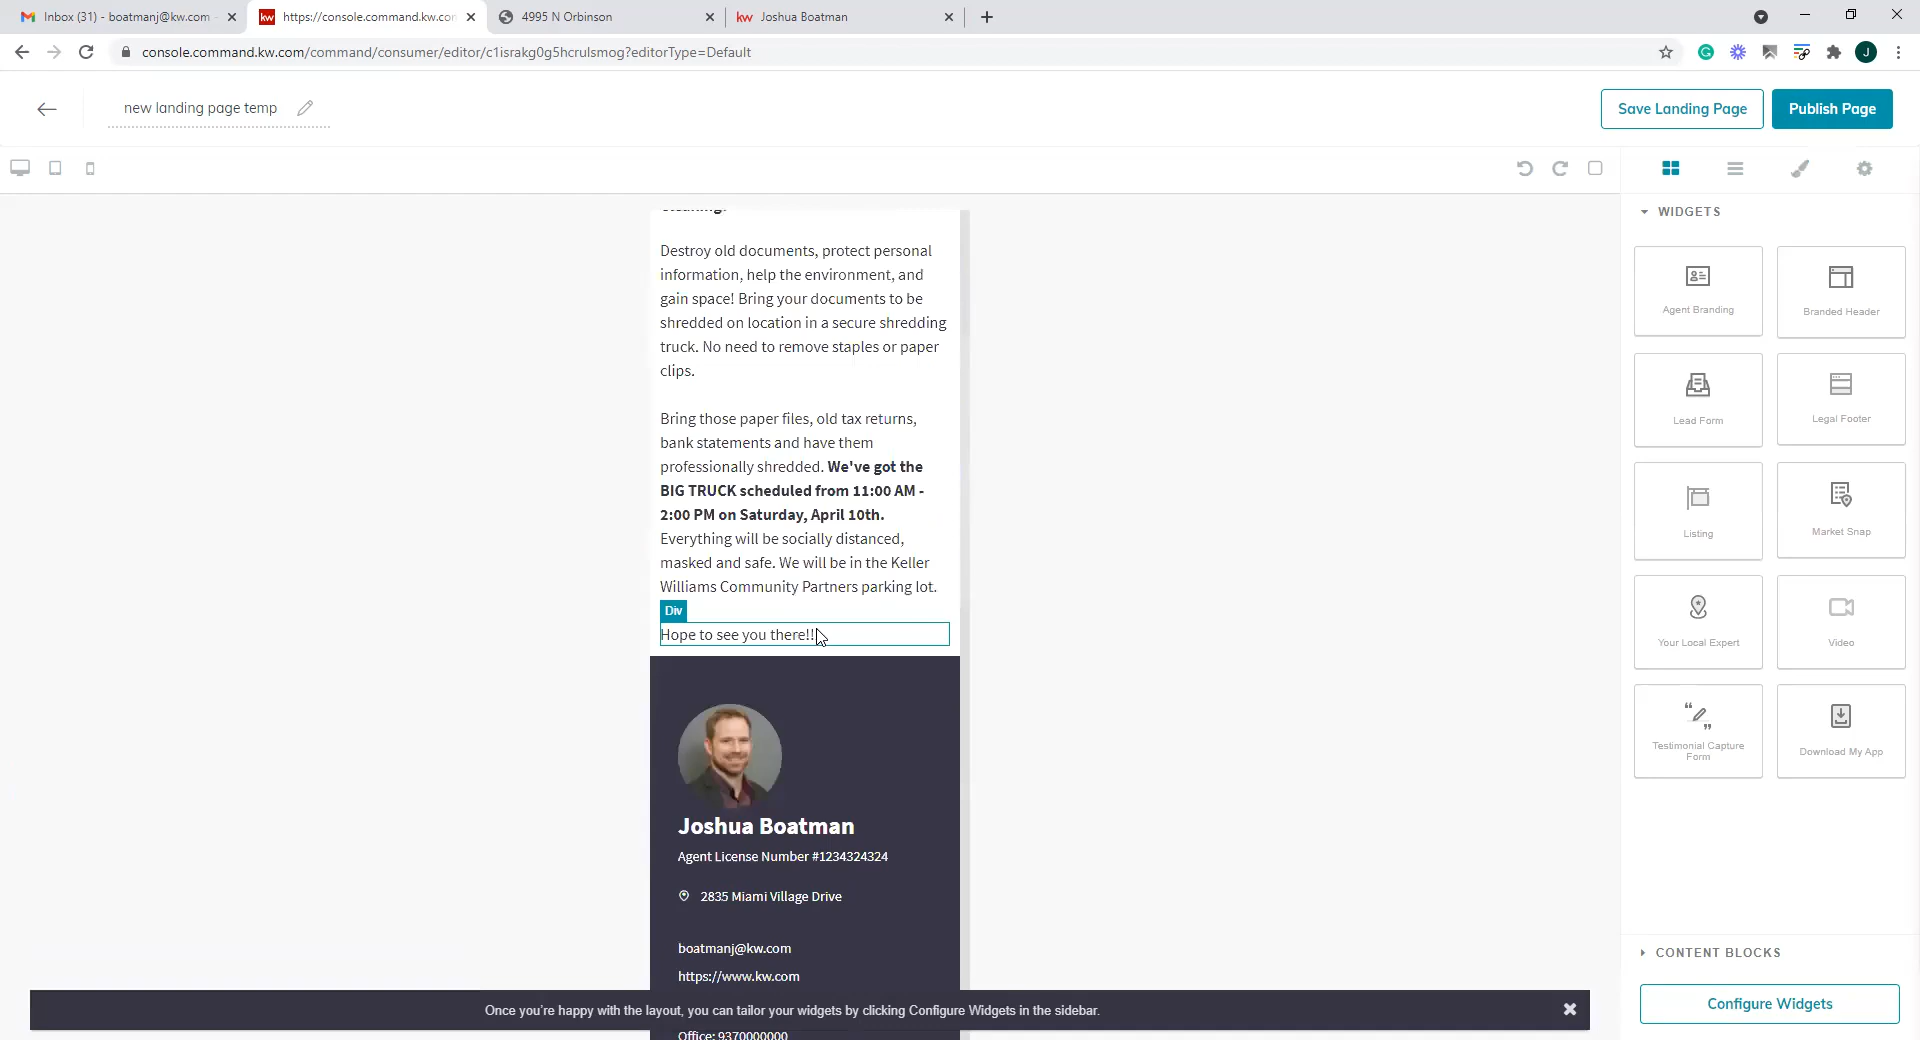 Inbox (31) - boatmanj@kw.com -
https://console.command.kw.con
4995 N Orbinson
kw Joshua Boatman
console.command.kw.com/command/consumer/editor/c1israkg0g5hcrulsmog?editorType=Default
J
new landing page temp
Save Landing Page
Publish Page
WIDGETS
Destroy old documents, protect personal
information, help the environment, and
gain space! Bring your documents to be
shredded on location in a secure shredding
truck. No need to remove staples or paper
clips.
Bring those paper files, old tax returns,
bank statements and have them
professionally shredded. We've got the
BIG TRUCK scheduled from 11:00 AM -
2:00 PM on Saturday, April 10th.
Everything will be socially distanced,
masked and safe. We will be in the Keller
Williams Community Partners parking lot.
Div
Hope to see you there!!
Joshua Boatman
Agent License Number #1234324324
2835 Miami Village Drive
boatmanj@kw.com
https://www.kw.com
Office: 9370000000
Once you're happy with the layout, you can tailor your widgets by clicking Configure Widgets in the sidebar.
Agent Branding
Branded Header
Lead Form
Legal Footer
Listing
Market Snap
Your Local Expert
Video
Testimonial Capture
Form
Download My App
CONTENT BLOCKS
Configure Widgets